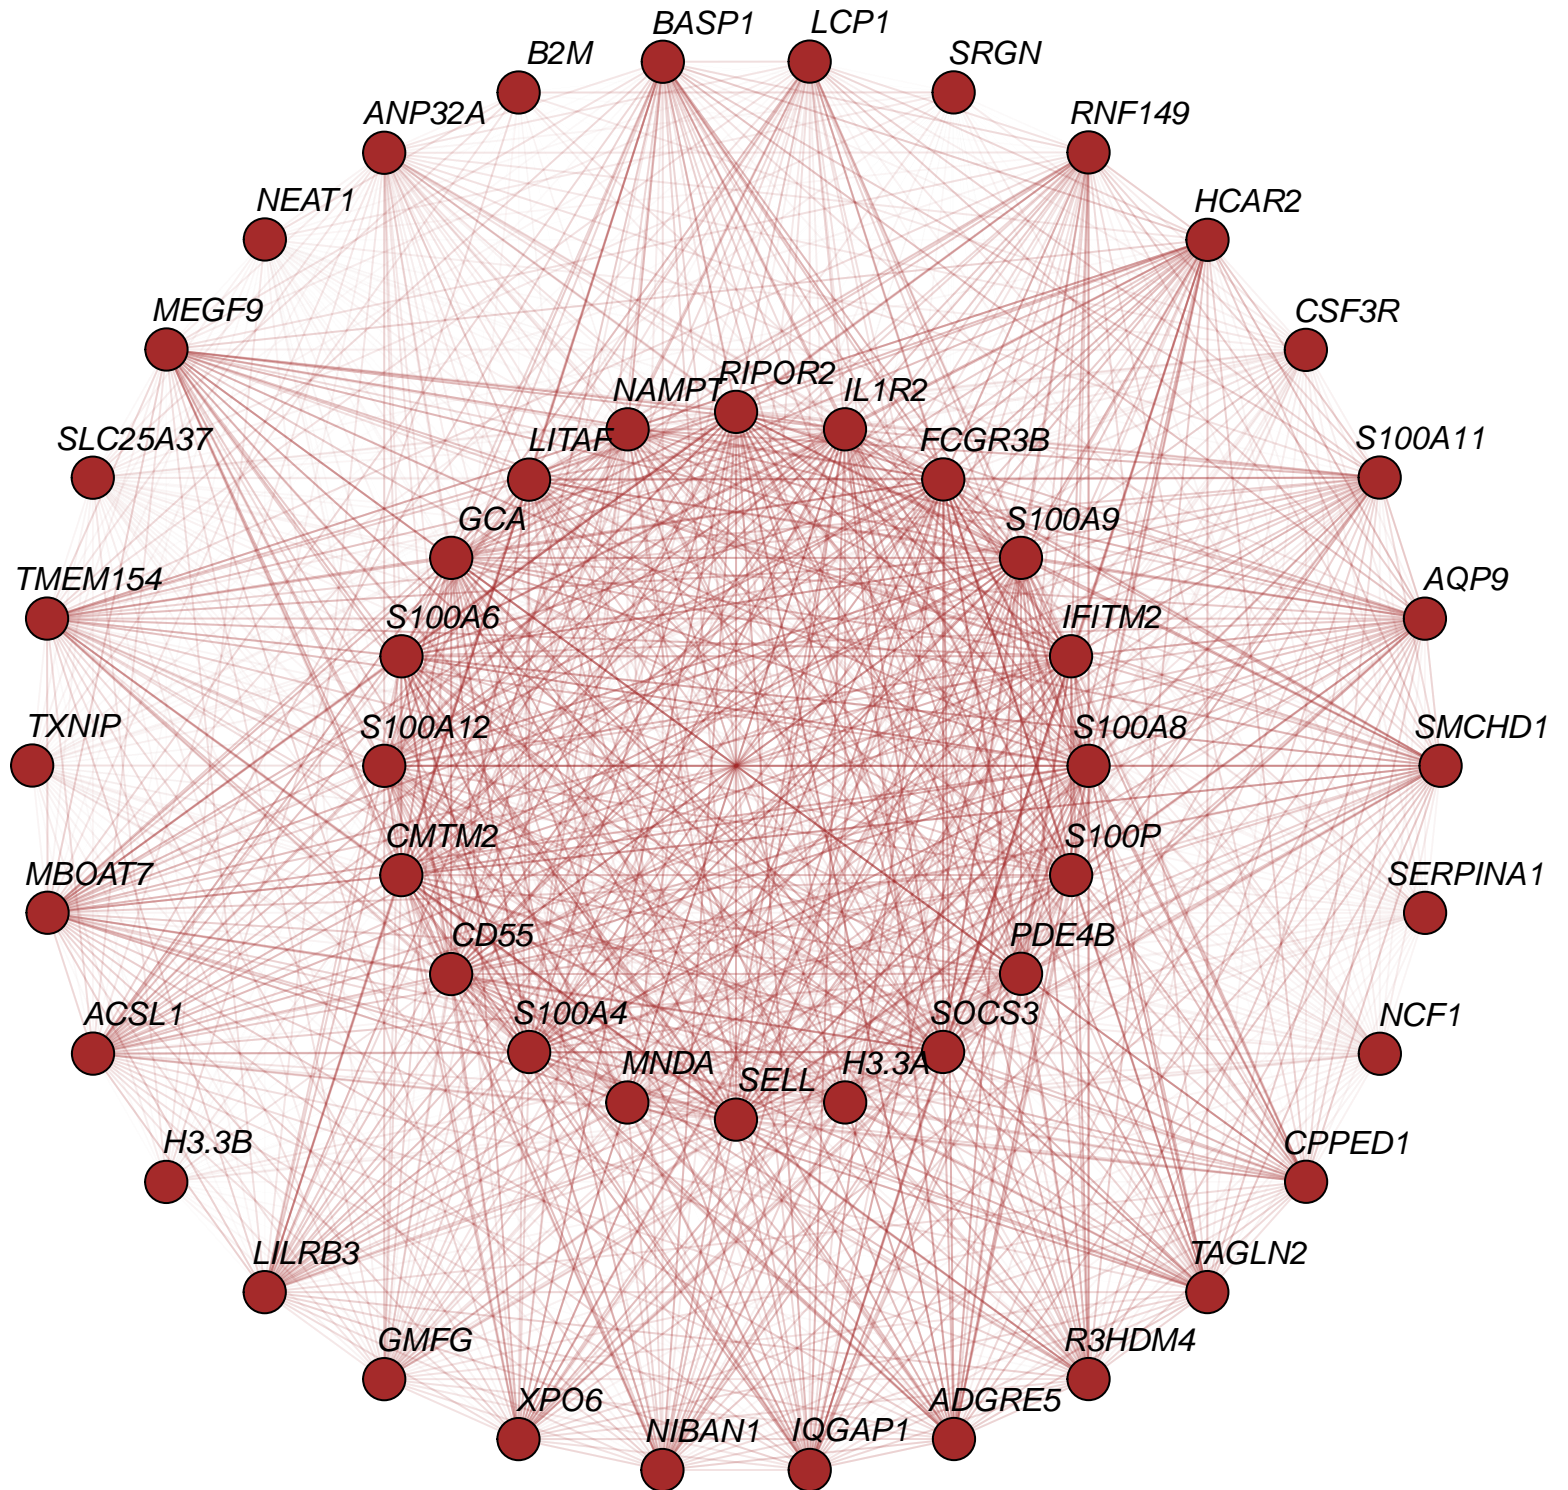 BASP1
LCP1
B2M
SRGN
ANP32A
RNF149
NEAT1
HCAR2
MEGF9
CSF3R
RIPOR2
NAMPT
IL1R2
SLC25A37
LITAF
FCGR3B
S100A11
GCA
S100A9
TMEM154
AQP9
S100A6
IFITM2
TXNIP
S100A12
S100A8
SMCHD1
CMTM2
S100P
MBOAT7
SERPINA1
CD55
PDE4B
ACSL1
S100A4
SOCS3
NCF1
MNDA
H3.3A
SELL
H3.3B
CPPED1
LILRB3
TAGLN2
GMFG
R3HDM4
XPO6
ADGRE5
NIBAN1
IQGAP1